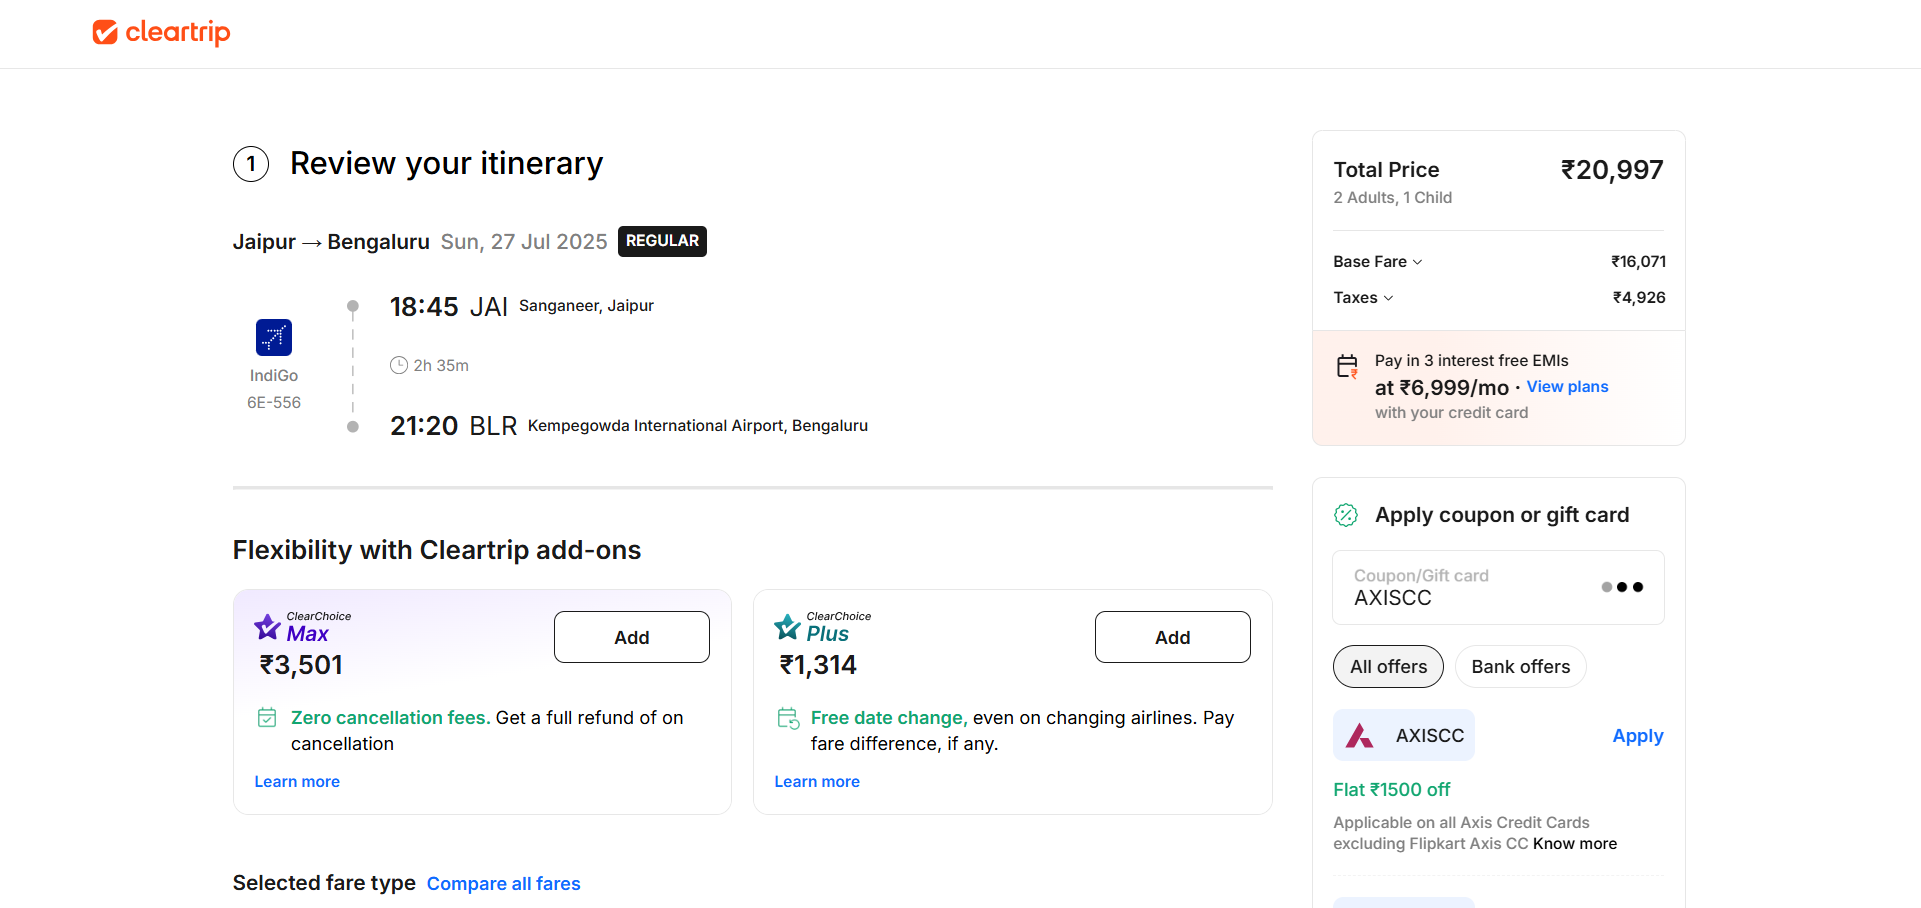 cleartrip
1 Review your itinerary
Jaipur → Bengaluru Sun, 27 Jul 2025 REGULAR
IndiGo
6E-556
18:45 JAI Sanganeer, Jaipur
2h 35m
21:20 BLR Kempegowda International Airport, Bengaluru
Flexibility with Cleartrip add-ons
ClearChoice
Max
₹3,501
Add
Zero cancellation fees. Get a full refund of on
cancellation
Learn more
ClearChoice
Plus
₹1,314
Add
Free date change, even on changing airlines. Pay
fare difference, if any.
Learn more
Selected fare type Compare all fares
Total Price ₹20,997
2 Adults, 1 Child
Base Fare ₹16,071
Taxes ₹4,926
Pay in 3 interest free EMIs
at ₹6,999/mo · View plans
with your credit card
Apply coupon or gift card
Coupon/Gift card
AXISCC
All offers Bank offers
AXISCC Apply
Flat ₹1500 off
Applicable on all Axis Credit Cards
excluding Flipkart Axis CC Know more